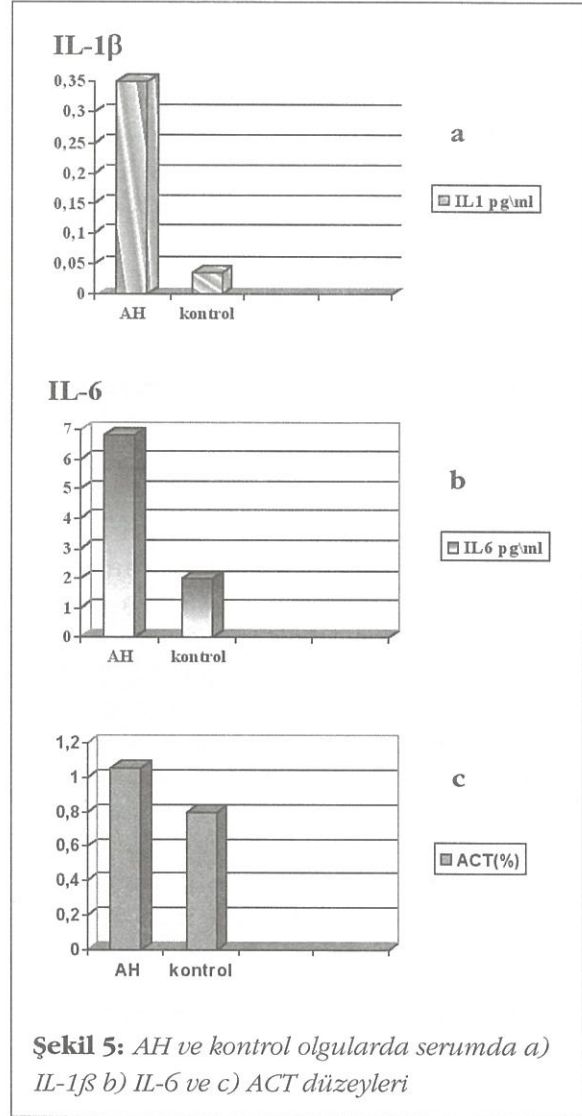 IL-1β
0,35
0,3
0,25
0,2
0,15
0,1
0,05
0
AH kontrol
a
IL1 pg\ml
IL-6
7
6
5
4
3
2
1
0
AH kontrol
b
IL6 pg\ml
1,2
1
0,8
0,6
0,4
0,2
0
AH kontrol
c
ACT(%)
Şekil 5: AH ve kontrol olgularda serumda a)
IL-1β b) IL-6 ve c) ACT düzeyleri